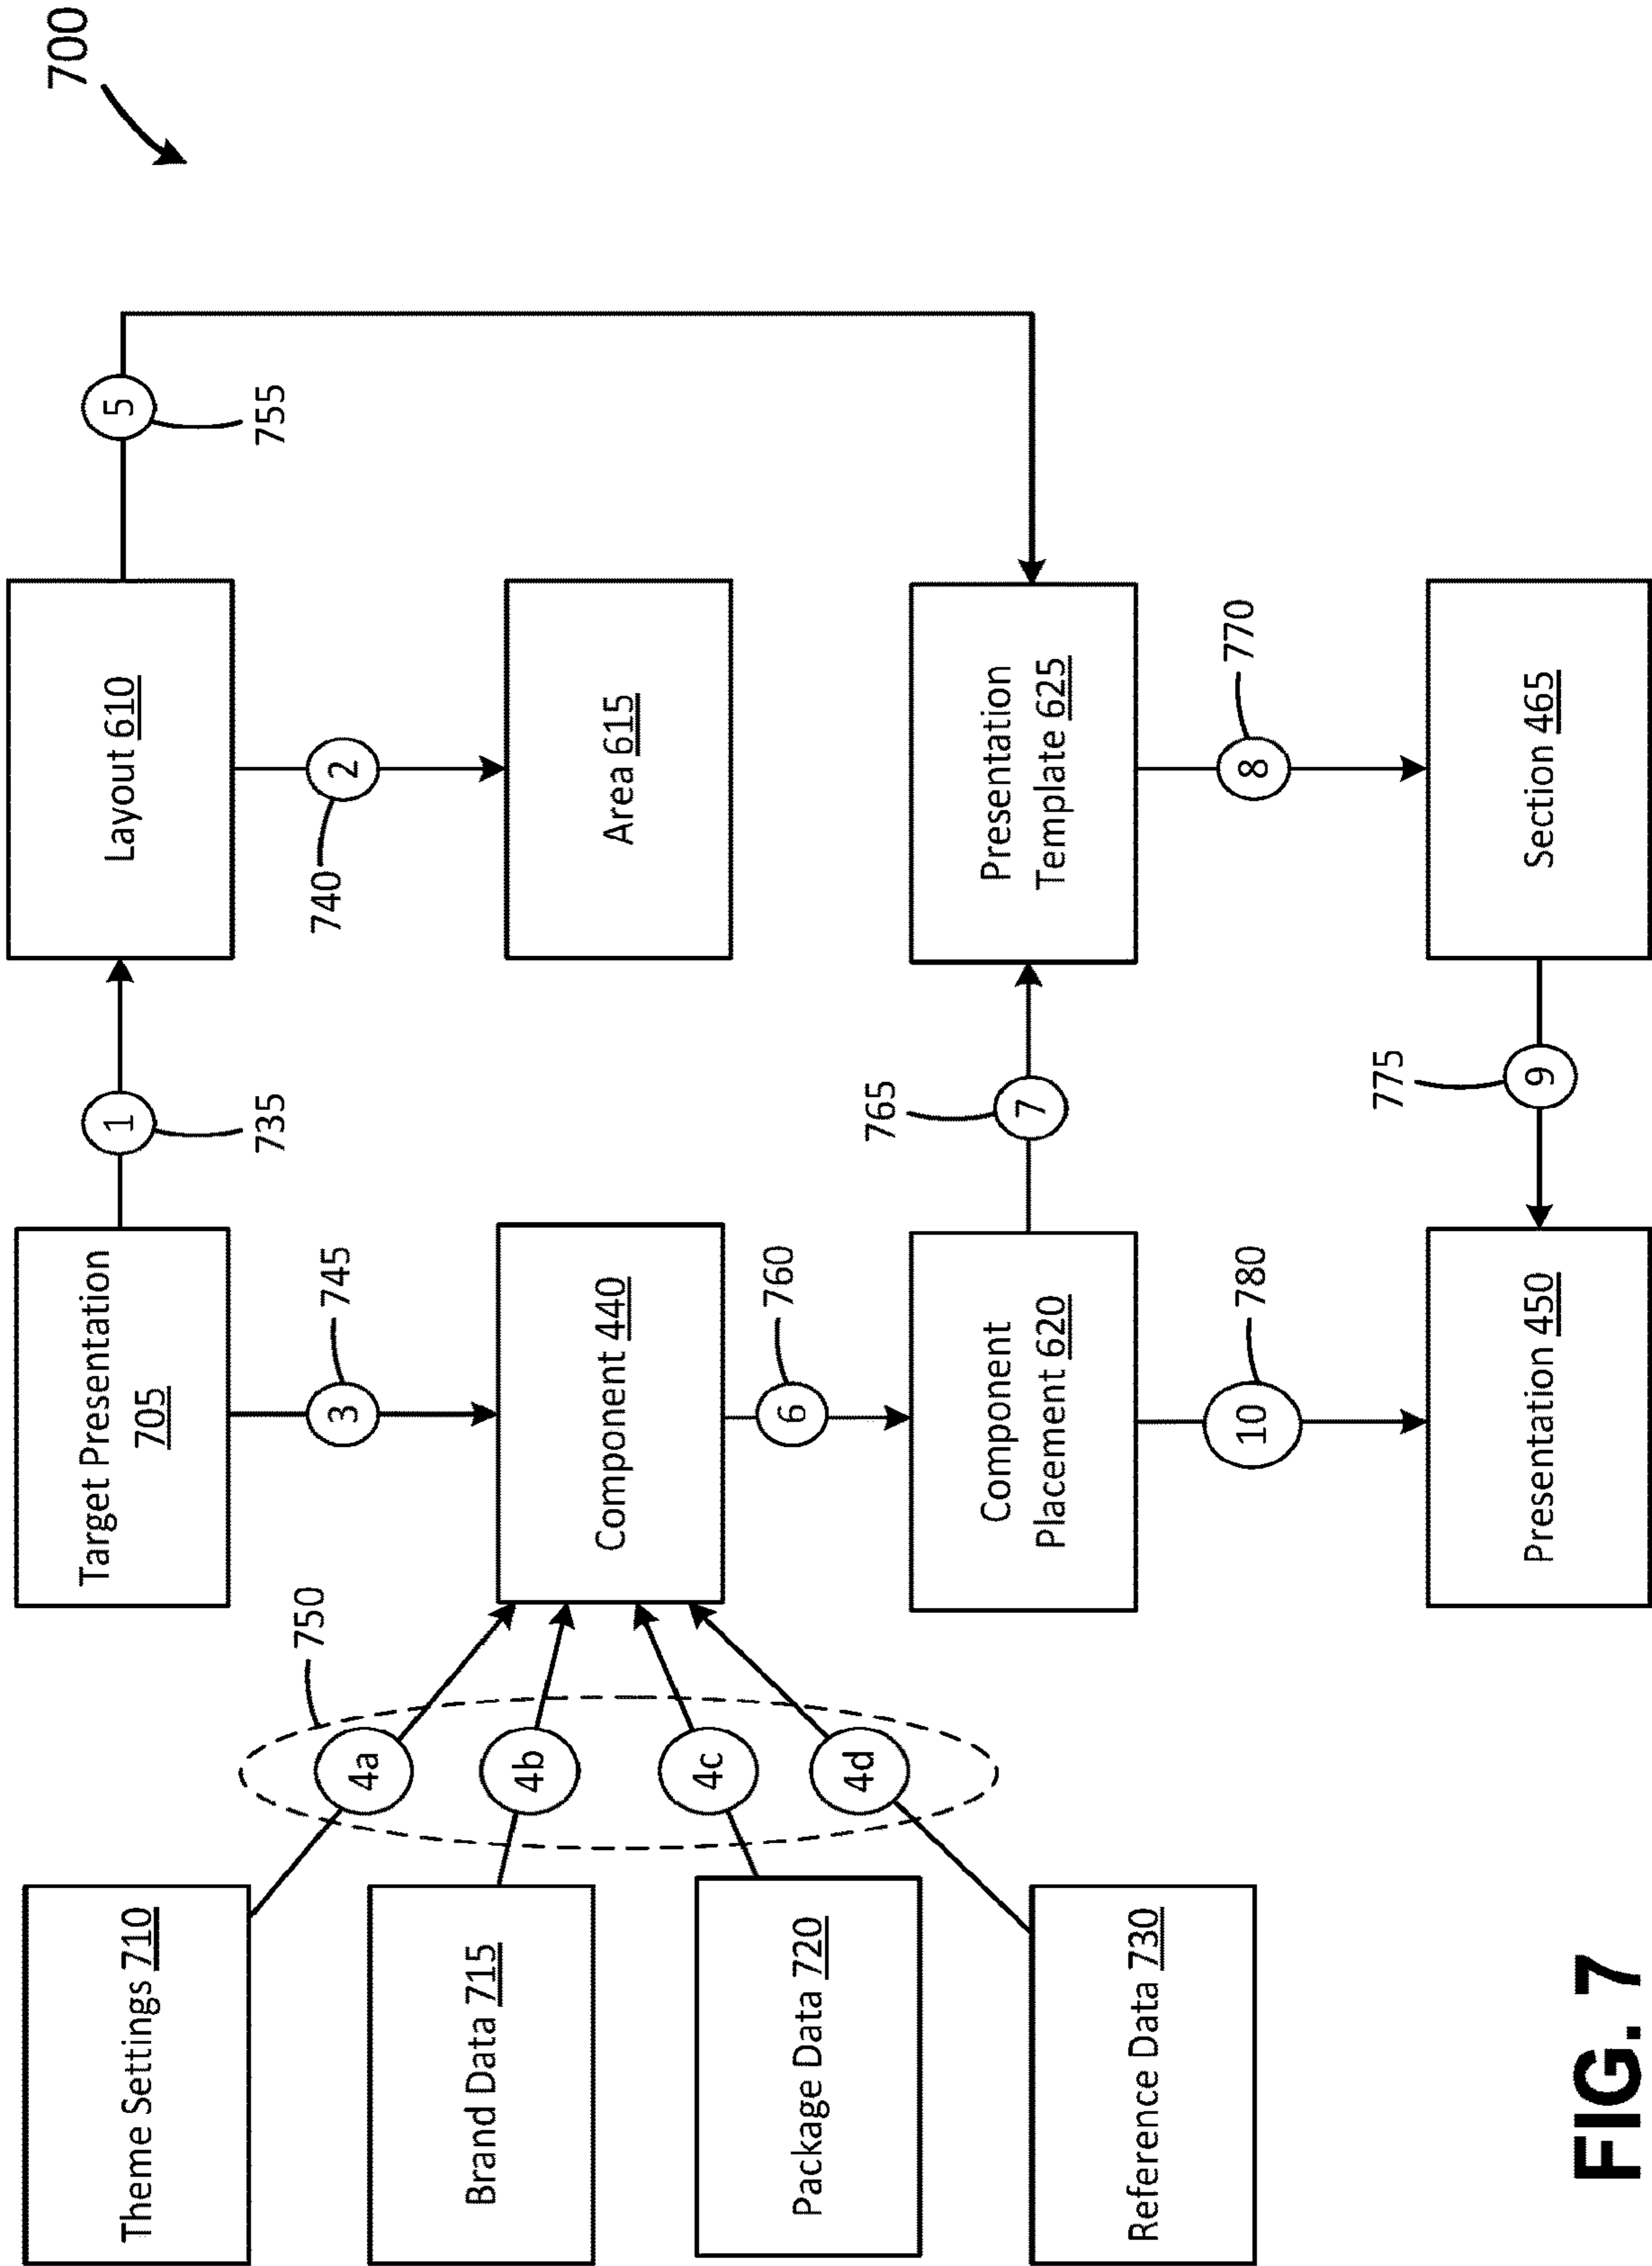 700
Theme Settings 710
Brand Data 715
Package Data 720
Reference Data 730
4a
4b
4c
4d
750
Target Presentation
705
1
735
Layout 610
5
755
3
745
2
740
Component 440
Area 615
6
760
Component
Placement 620
7
765
Presentation
Template 625
10
780
8
770
Presentation 450
9
775
Section 465
FIG. 7